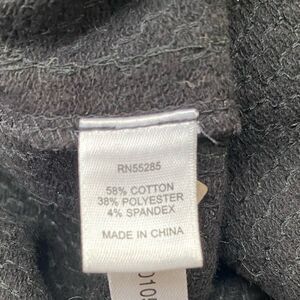 RN55285
58% COTTON
38% POLYESTER
4% SPANDEX
MADE IN CHINA